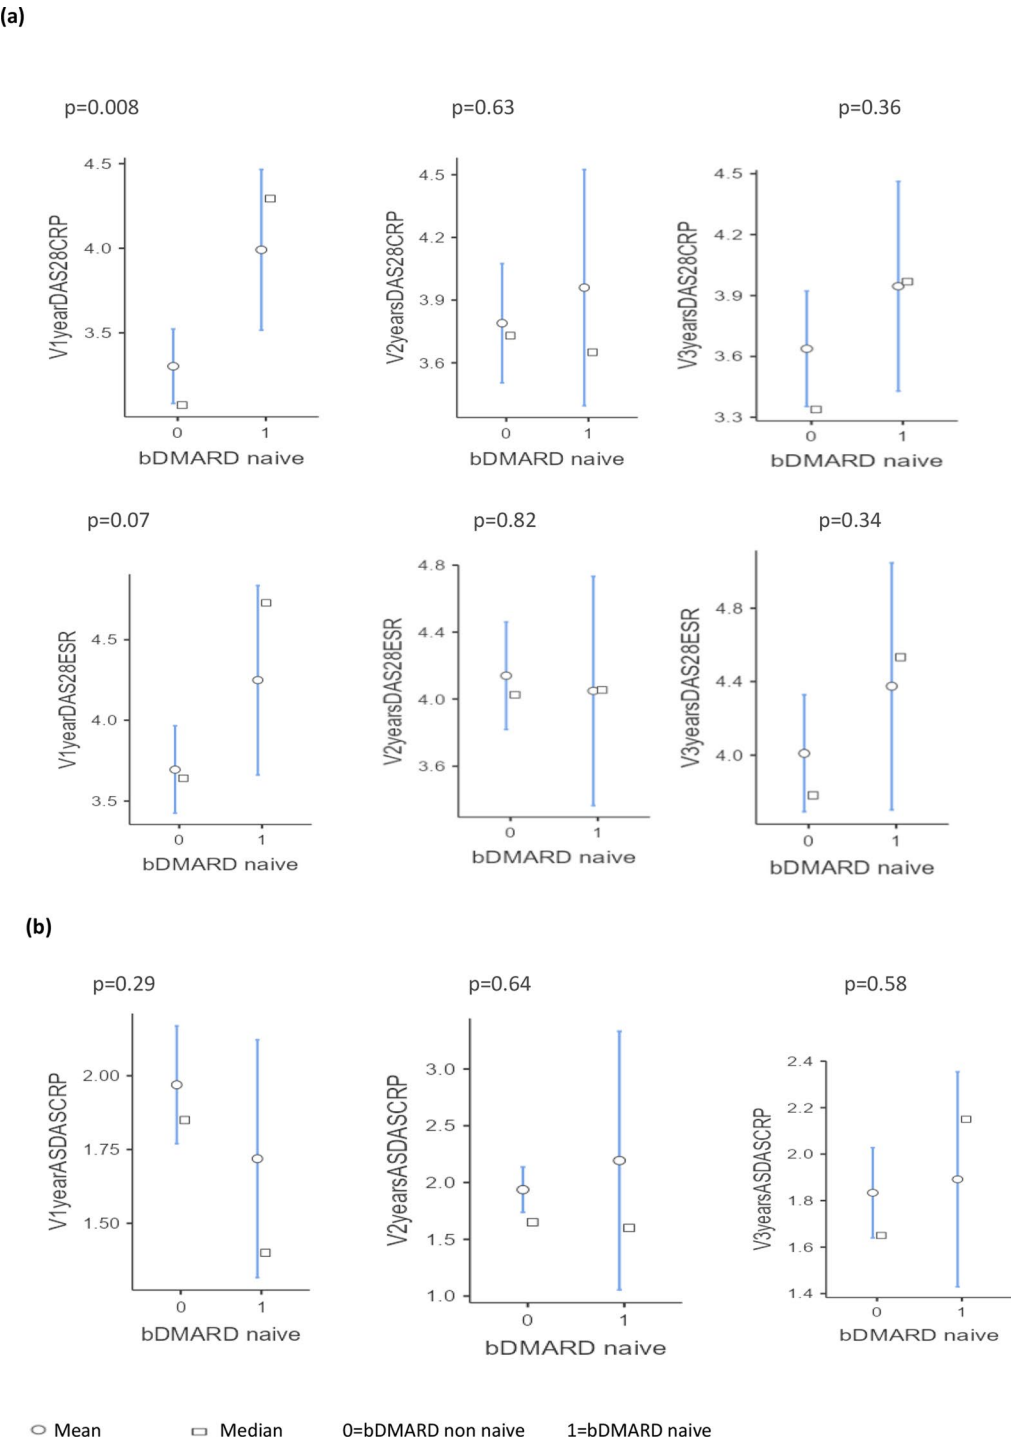 (a)
p=0.008
p=0.63
p=0.36
V1yearDAS28CRP
4.5
4.0
3.5
0
1
bDMARD naive
V2yearsDAS28CRP
4.5
4.2
3.9
3.6
0
1
bDMARD naive
V3yearsDAS28CRP
4.5
4.2
3.9
3.6
3.3
0
1
bDMARD naive
p=0.07
p=0.82
p=0.34
V1yearDAS28ESR
4.5
4.0
3.5
0
1
bDMARD naive
V2yearsDAS28ESR
4.8
4.4
4.0
3.6
0
1
bDMARD naive
V3yearsDAS28ESR
4.8
4.4
4.0
0
1
bDMARD naive
(b)
p=0.29
p=0.64
p=0.58
V1yearASDASCRP
2.00
1.75
1.50
0
1
bDMARD naive
V2yearsASDASCRP
3.0
2.5
2.0
1.5
1.0
0
1
bDMARD naive
V3yearsASDASCRP
2.4
2.2
2.0
1.8
1.6
1.4
0
1
bDMARD naive
Mean
Median
0=bDMARD non naive
1=bDMARD naive